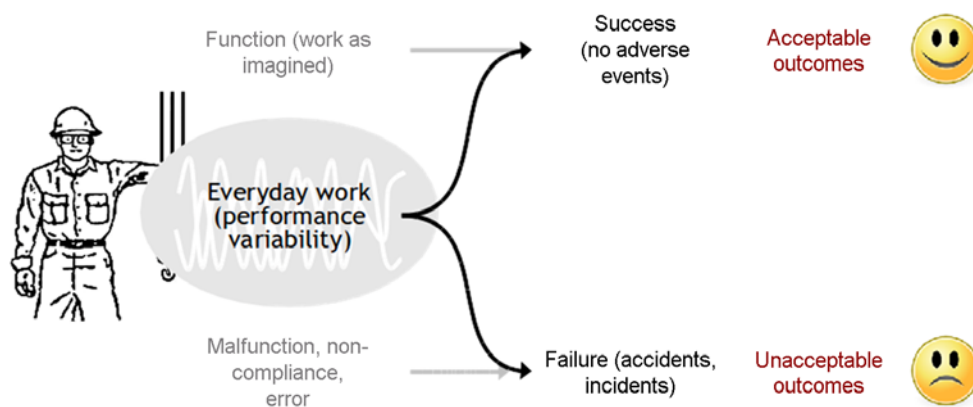 Function (work as
imagined)
Success
(no adverse
events)
Acceptable
outcomes
Everyday work
(performance
variability)
Malfunction, non-
compliance,
error
Failure (accidents,
incidents)
Unacceptable
outcomes